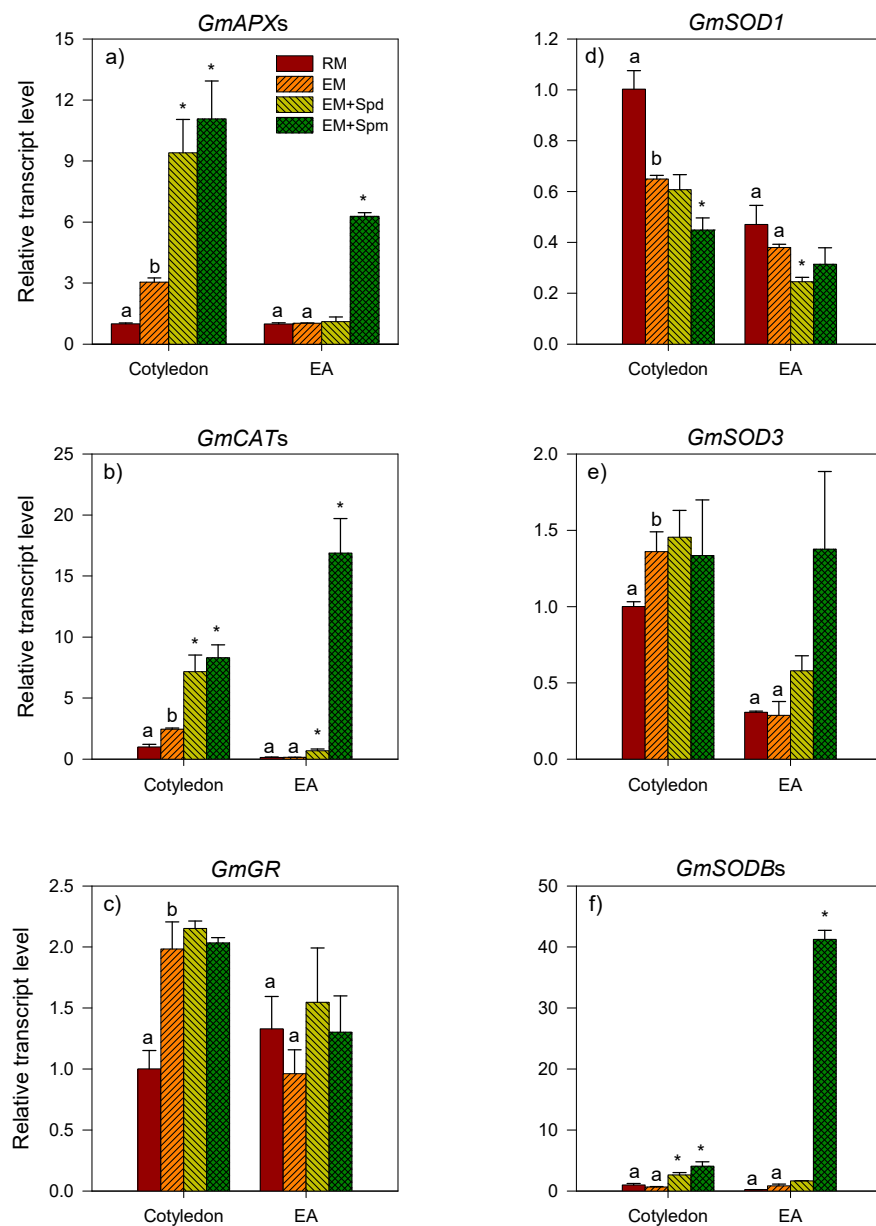 GmAPXs
a)
15
12
9
6
3
0
Relative transcript level
RM
EM
EM+Spd
EM+Spm
a
b
*
*
a
a
*
Cotyledon
EA
GmSOD1
d)
1.2
1.0
0.8
0.6
0.4
0.2
0.0
a
b
*
a
a
*
Cotyledon
EA
GmCATs
b)
25
20
15
10
5
0
Relative transcript level
a
b
*
*
a
a
*
*
Cotyledon
EA
GmSOD3
e)
2.0
1.5
1.0
0.5
0.0
a
b
a
a
Cotyledon
EA
GmGR
c)
2.5
2.0
1.5
1.0
0.5
0.0
Relative transcript level
a
b
a
a
Cotyledon
EA
GmSODBs
f)
50
40
30
20
10
0
a
a
*
*
a
a
*
Cotyledon
EA